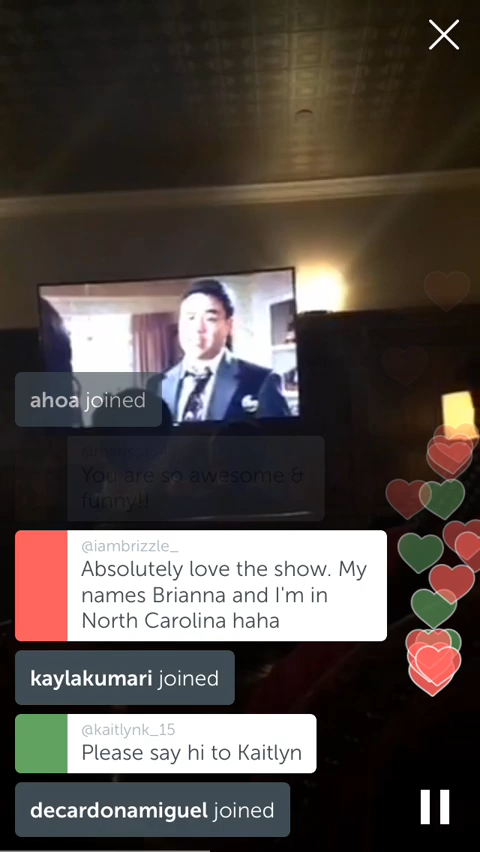 ahoa joined
You are so awesome &
funny!!
@iambrizzle_
Absolutely love the show. My
names Brianna and I'm in
North Carolina haha
kaylakumari joined
@kaitlynk_15
Please say hi to Kaitlyn
decardonamiguel joined